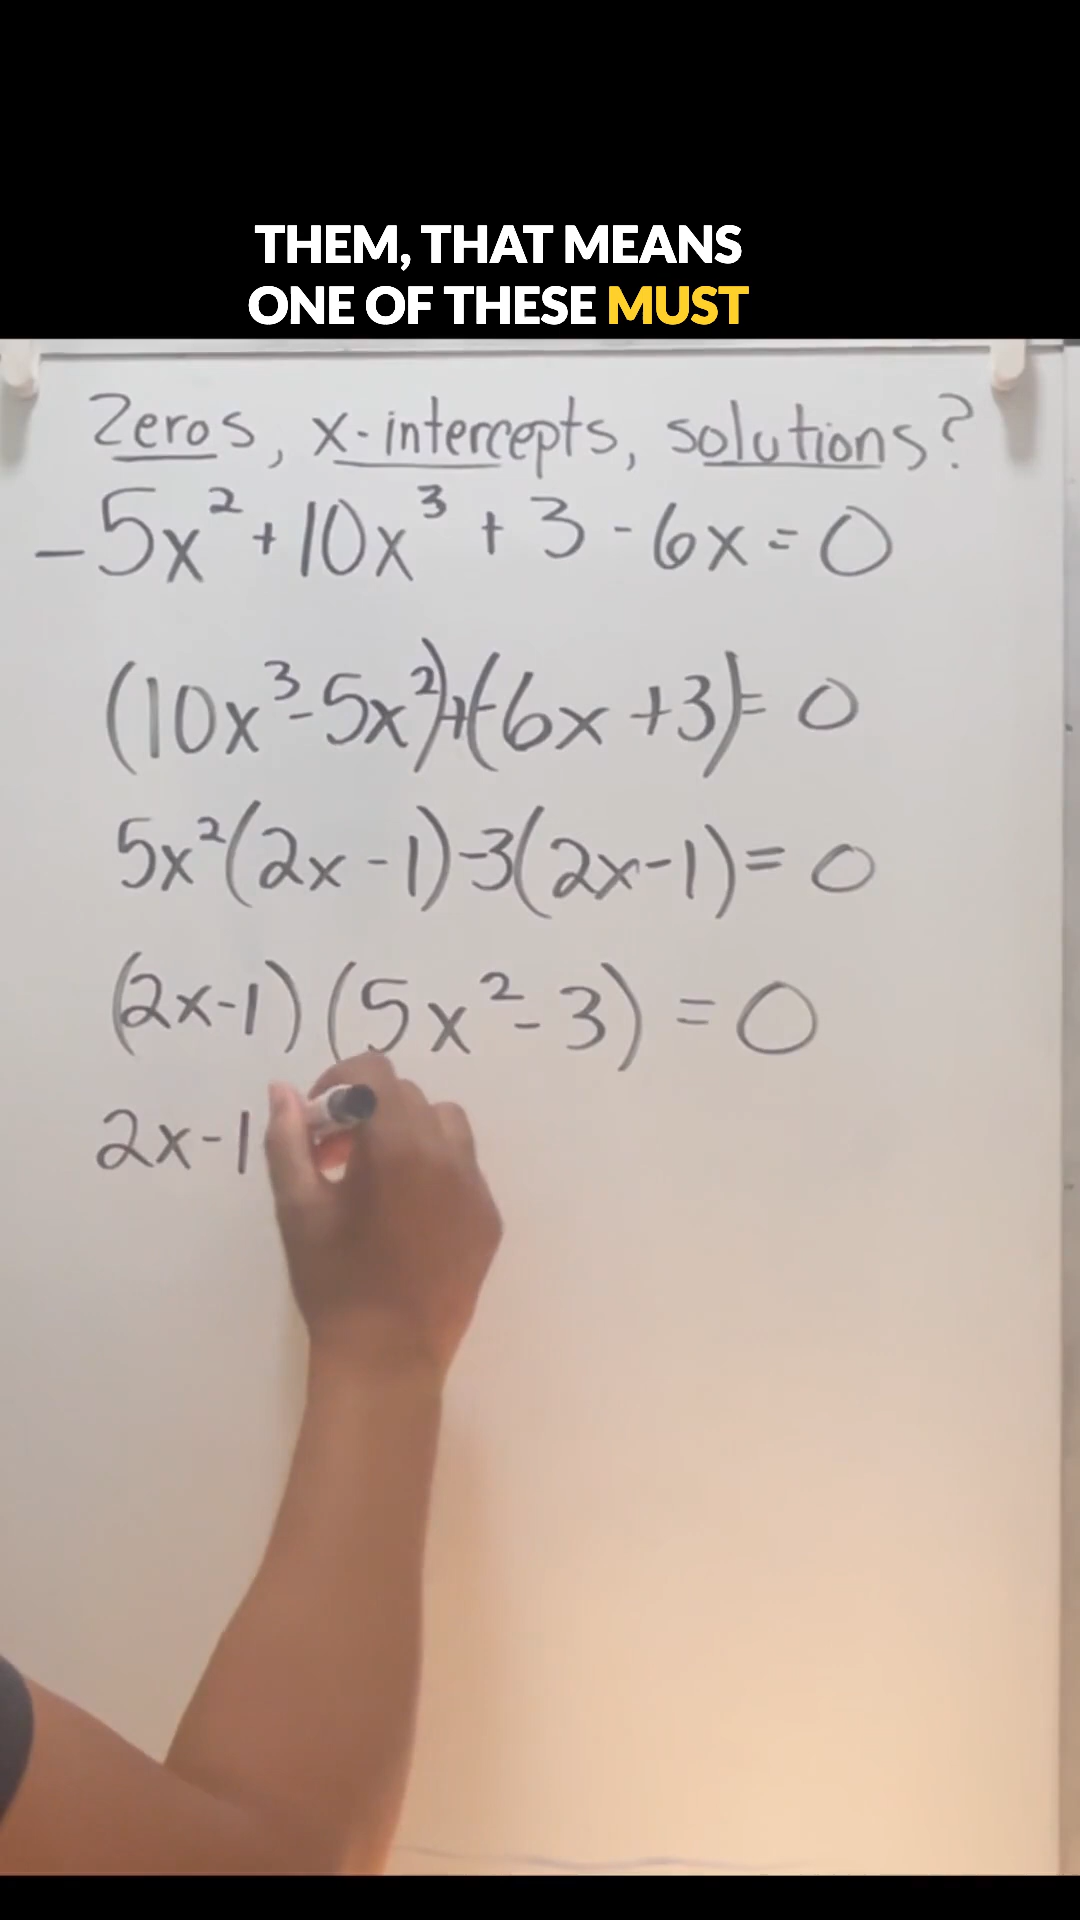 THEM, THAT MEANS
ONE OF THESE MUST
Zeros, x-intercepts, solutions?
-5x² + 10x³ + 3 - 6x = 0
(10x³-5x²)+(-6x+3)= 0
5x²(2x-1)-3(2x-1)= 0
(2x-1)(5x²-3) = 0
2x-1